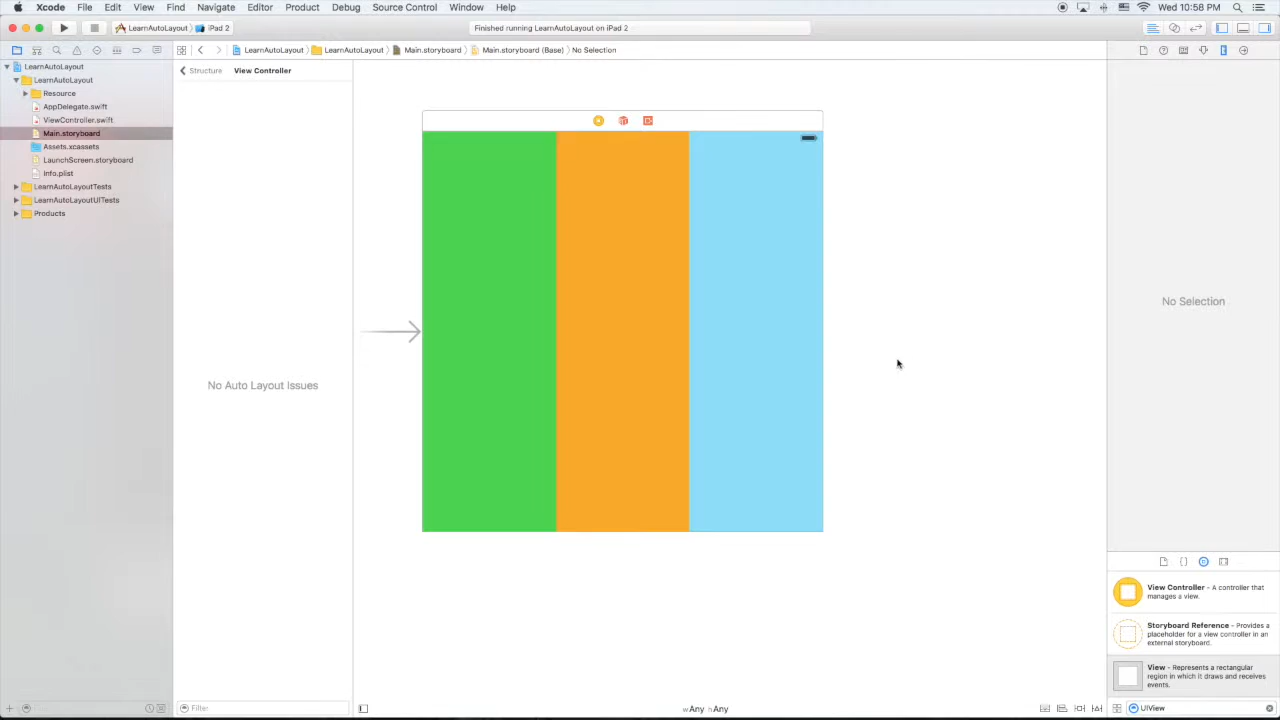 Xcode File Edit View Find Navigate Editor Product Debug Source Control Window Help Wed 10:58 PM
LearnAutoLayout iPad 2 Finished running LearnAutoLayout on iPad 2
LearnAutoLayout LearnAutoLayout Main.storyboard Main.storyboard (Base) No Selection
LearnAutoLayout
LearnAutoLayout
Resource
AppDelegate.swift
ViewController.swift
Main.storyboard
Assets.xcassets
LaunchScreen.storyboard
Info.plist
LearnAutoLayoutTests
LearnAutoLayoutUITests
Products
Structure View Controller
No Auto Layout Issues
Filter
wAny hAny
No Selection
View Controller - A controller that
manages a view.
Storyboard Reference - Provides a
placeholder for a view controller in an
external storyboard.
View - Represents a rectangular
region in which it draws and receives
events.
UIView